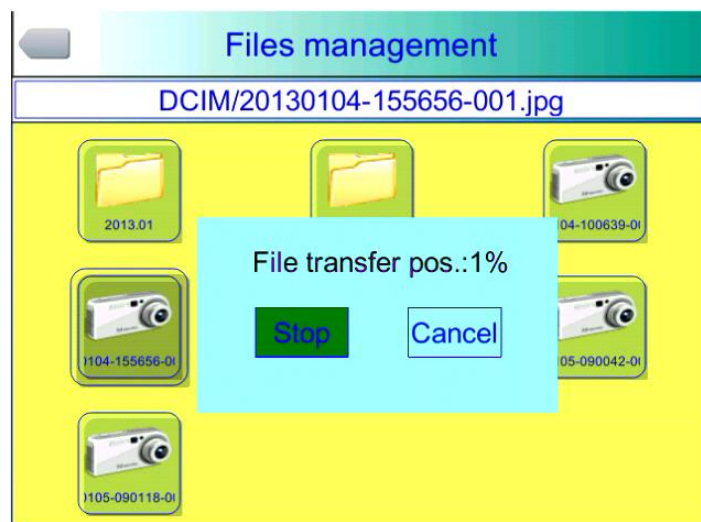 Files management
DCIM/20130104-155656-001.jpg
2013.01
04-100639-0
File transfer pos.:1%
Stop
Cancel
0104-155656-0
05-090042-0
0105-090118-0